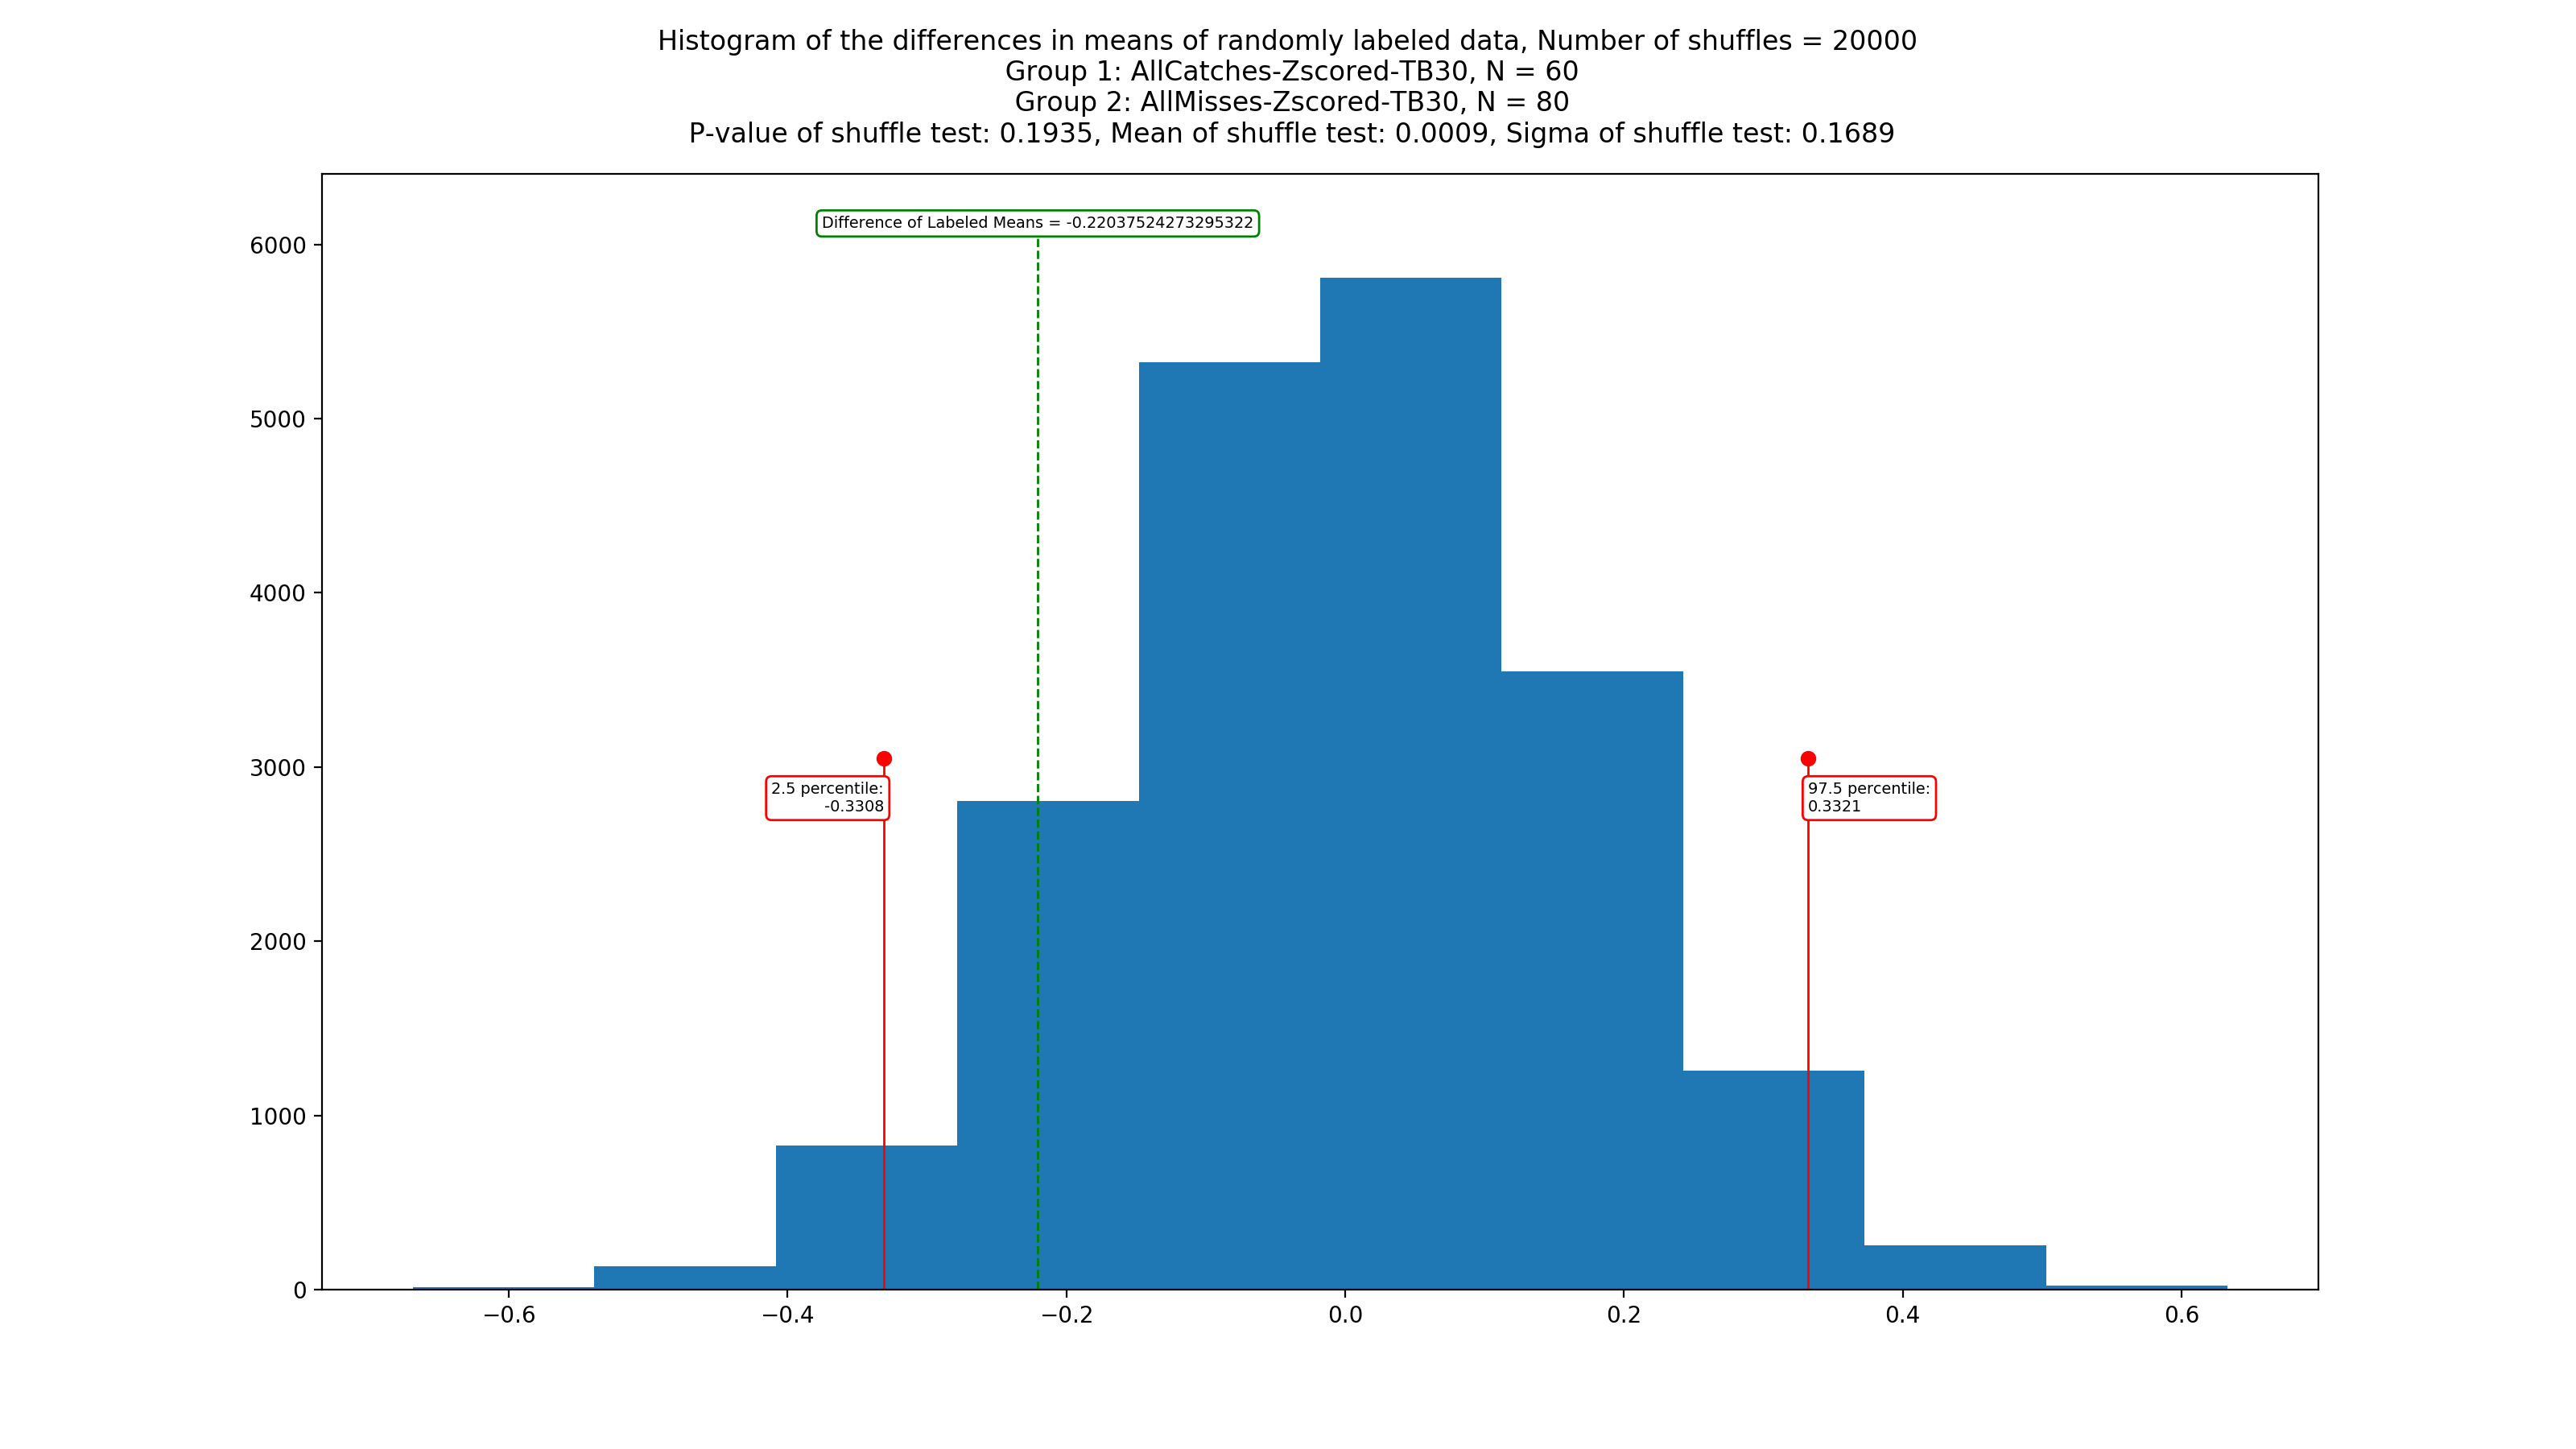 Histogram of the differences in means of randomly labeled data, Number of shuffles = 20000
Group 1: AllCatches-Zscored-TB30, N = 60
Group 2: AllMisses-Zscored-TB30, N = 80
P-value of shuffle test: 0.1935, Mean of shuffle test: 0.0009, Sigma of shuffle test: 0.1689
Difference of Labeled Means = -0.22037524273295322
6000
5000
4000
3000
2.5 percentile:
-0.3308
97.5 percentile:
0.3321
2000
1000
0
−0.6 −0.4 −0.2 0.0 0.2 0.4 0.6